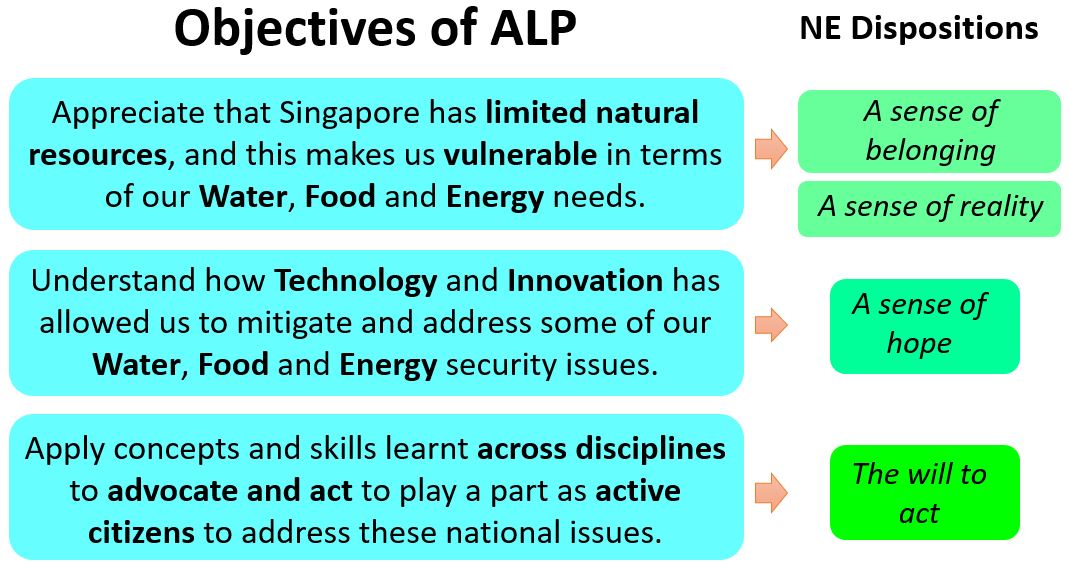 Objectives of ALP
NE Dispositions
Appreciate that Singapore has limited natural
resources, and this makes us vulnerable in terms
of our Water, Food and Energy needs.
A sense of
belonging
A sense of reality
Understand how Technology and Innovation has
allowed us to mitigate and address some of our
Water, Food and Energy security issues.
A sense of
hope
Apply concepts and skills learnt across disciplines
to advocate and act to play a part as active
citizens to address these national issues.
The will to
act